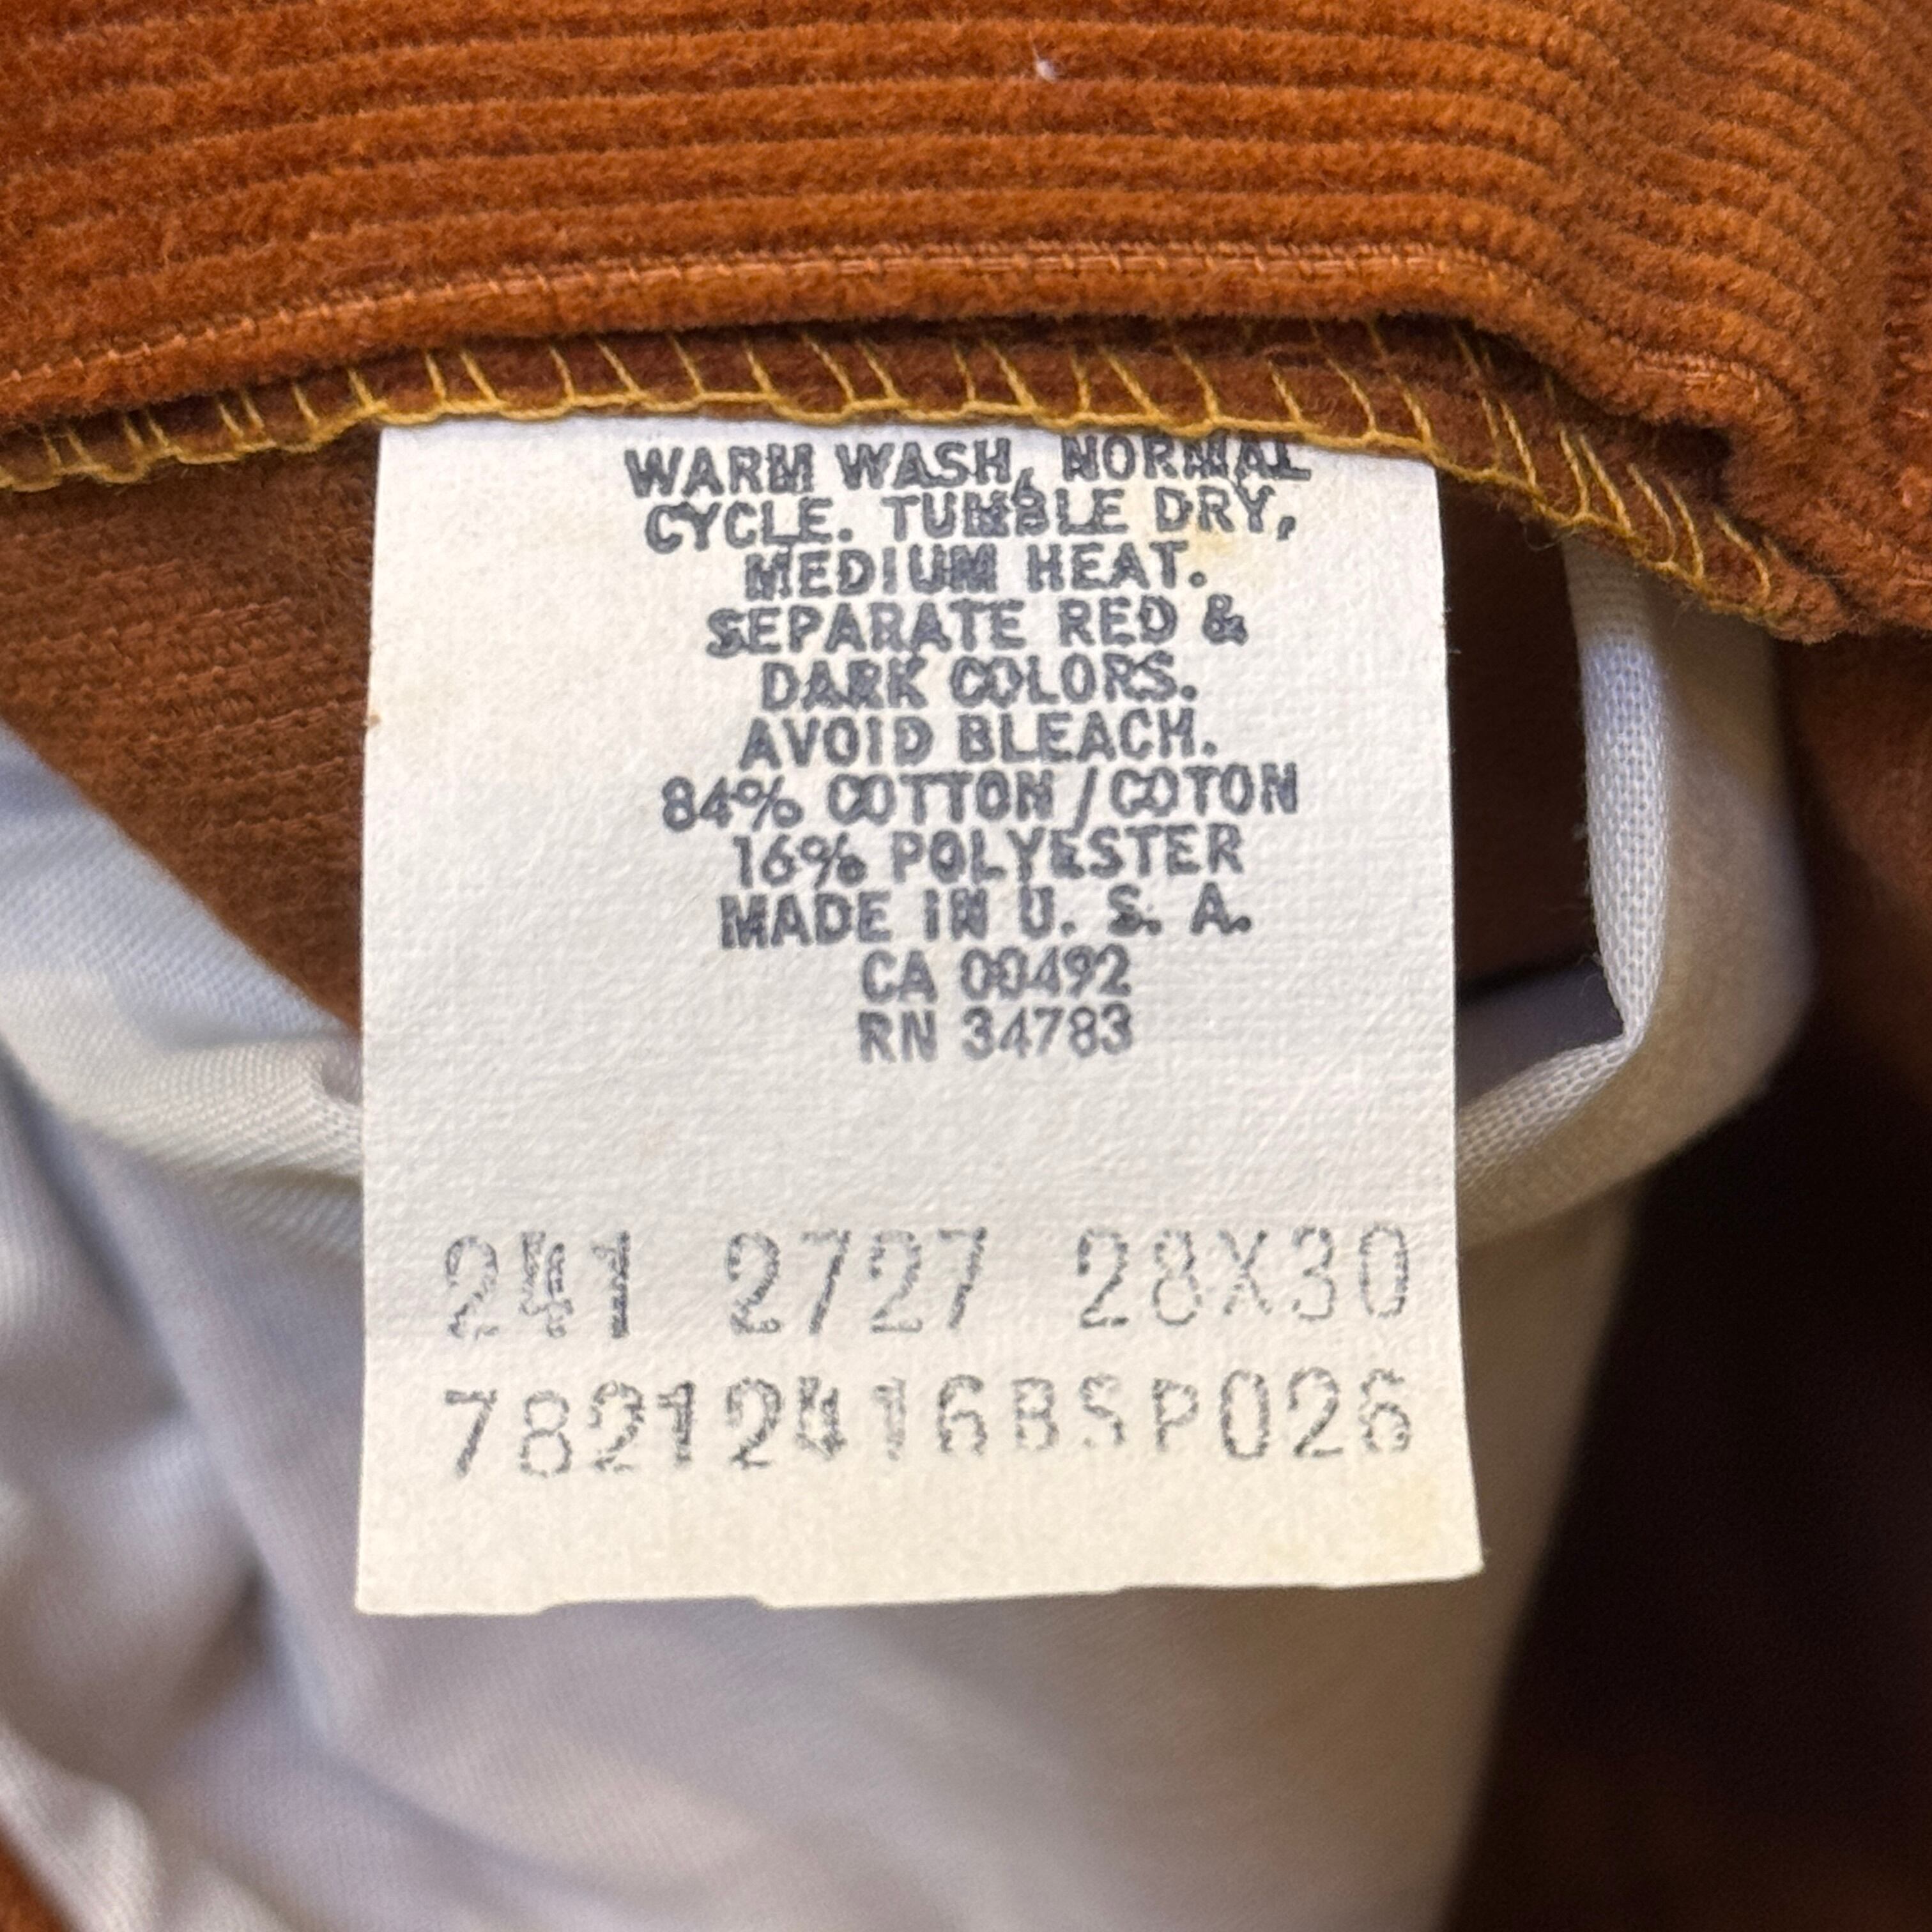 WARM WASH, NORMAL
CYCLE. TUMBLE DRY,
MEDIUM HEAT.
SEPARATE RED &
DARK COLORS.
AVOID BLEACH.
84% COTTON / COTON
16% POLYESTER
MADE IN U. S. A.
CA 00492
RN 34783
241 2727 28X30
78212416BSP026